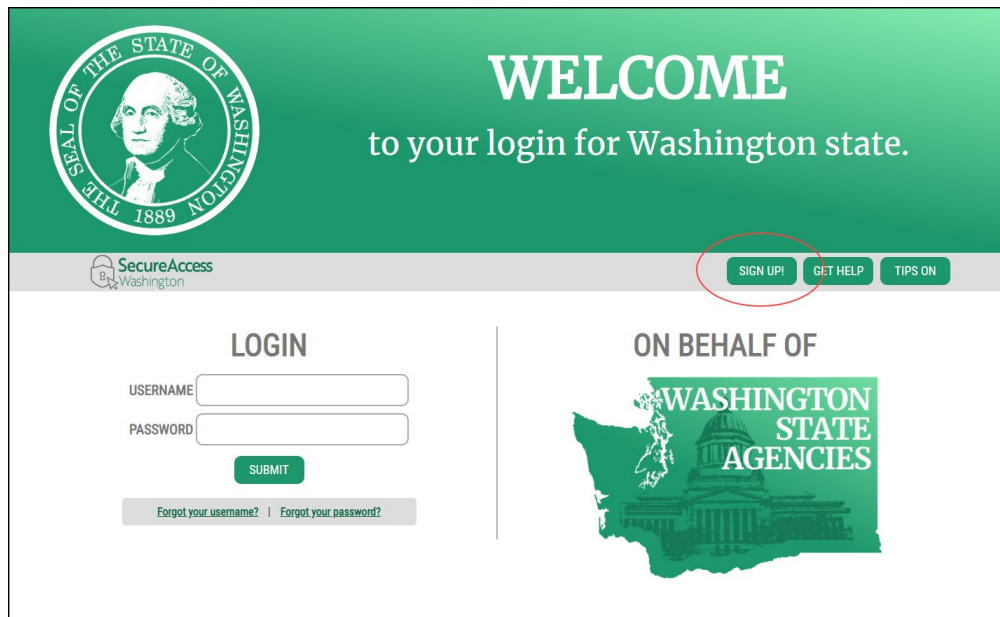 THE SEAL OF THE STATE OF WASHINGTON
1889
WELCOME
to your login for Washington state.
SecureAccess
Washington
SIGN UP!
GET HELP
TIPS ON
LOGIN
USERNAME
PASSWORD
SUBMIT
Forgot your username? | Forgot your password?
ON BEHALF OF
WASHINGTON
STATE
AGENCIES